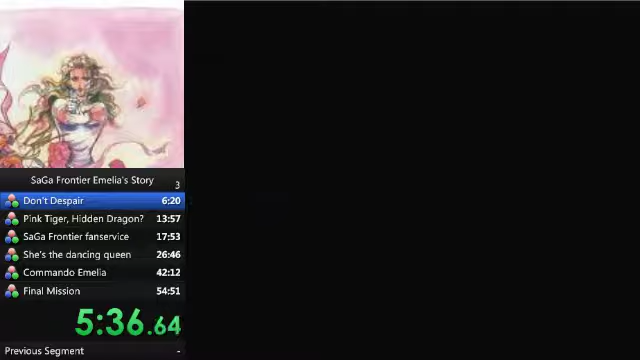 SaGa Frontier Emelia's Story
3
Don't Despair 6:20
Pink Tiger, Hidden Dragon? 13:57
SaGa Frontier fanservice 17:53
She's the dancing queen 26:46
Commando Emelia 42:12
Final Mission 54:51
5:36.64
Previous Segment -